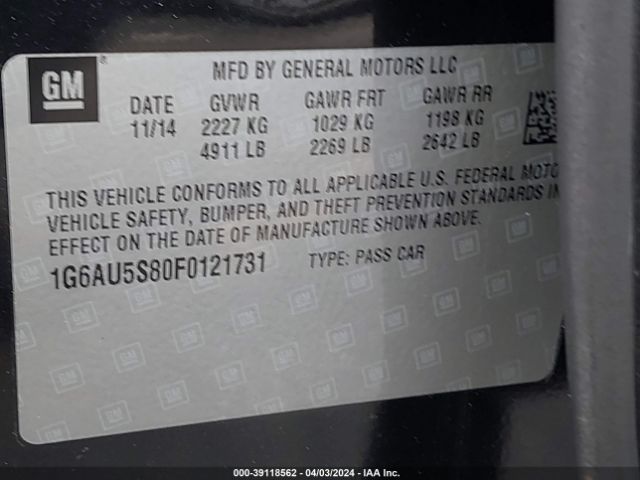 GM ®
MFD BY GENERAL MOTORS LLC
DATE GVWR GAWR FRT GAWR RR
11/14 2227 KG 1029 KG 1198 KG
4911 LB 2269 LB 2642 LB
THIS VEHICLE CONFORMS TO ALL APPLICABLE U.S. FEDERAL MOTO
VEHICLE SAFETY, BUMPER, AND THEFT PREVENTION STANDARDS IN
EFFECT ON THE DATE OF MANUFACTURE SHOWN ABOVE.
1G6AU5S80F0121731 TYPE: PASS CAR
000-39118562 - 04/03/2024 - IAA Inc.